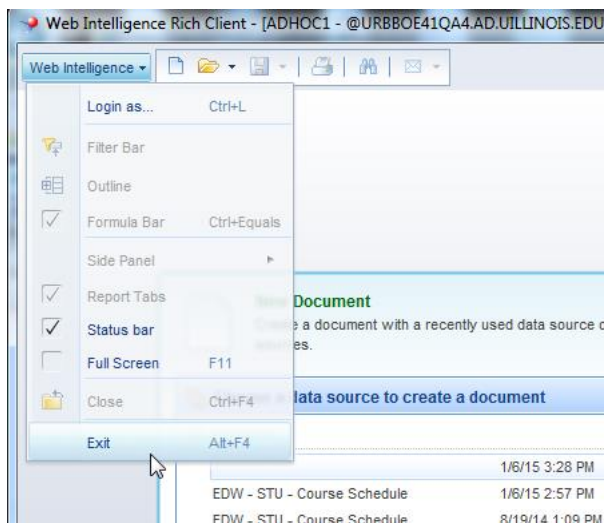 Web Intelligence Rich Client - [ADHOC1 - @URBBOE41QA4.AD.UILLINOIS.EDU
Web Intelligence
Login as... Ctrl+L
Filter Bar
Outline
Formula Bar Ctrl+Equals
Side Panel
Report Tabs
Status bar
Full Screen F11
Close Ctrl+F4
Exit Alt+F4
New Document
Create a document with a recently used data source
data source to create a document
1/6/15 3:28 PM
EDW - STU - Course Schedule 1/6/15 2:57 PM
EDW - STU - Course Schedule 8/19/14 1:09 PM